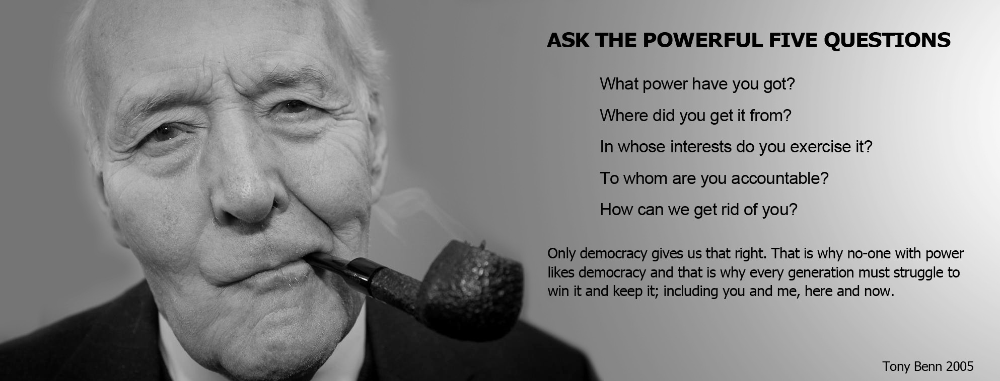 ASK THE POWERFUL FIVE QUESTIONS
What power have you got?
Where did you get it from?
In whose interests do you exercise it?
To whom are you accountable?
How can we get rid of you?
Only democracy gives us that right. That is why no-one with power
likes democracy and that is why every generation must struggle to
win it and keep it; including you and me, here and now.
Tony Benn 2005